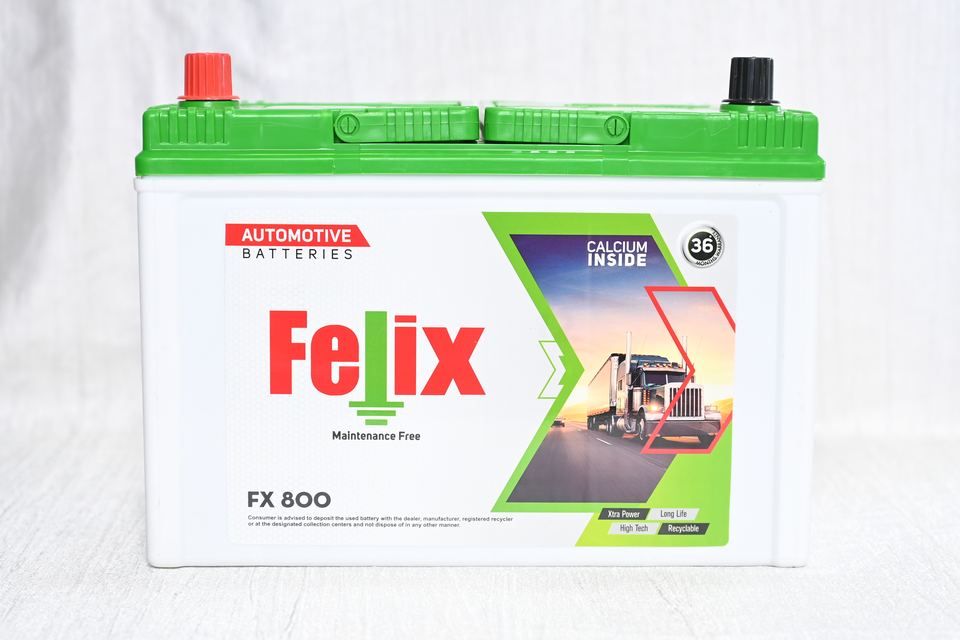 AUTOMOTIVE
BATTERIES
CALCIUM
INSIDE
36
MONTHS
Felix
Maintenance Free
FX 800
Consumer is advised to deposit the used battery with the dealer, manufacturer, registered recycler
or at the designated collection centers and not dispose of in any other manner.
Xtra Power
Long Life
High Tech
Recyclable